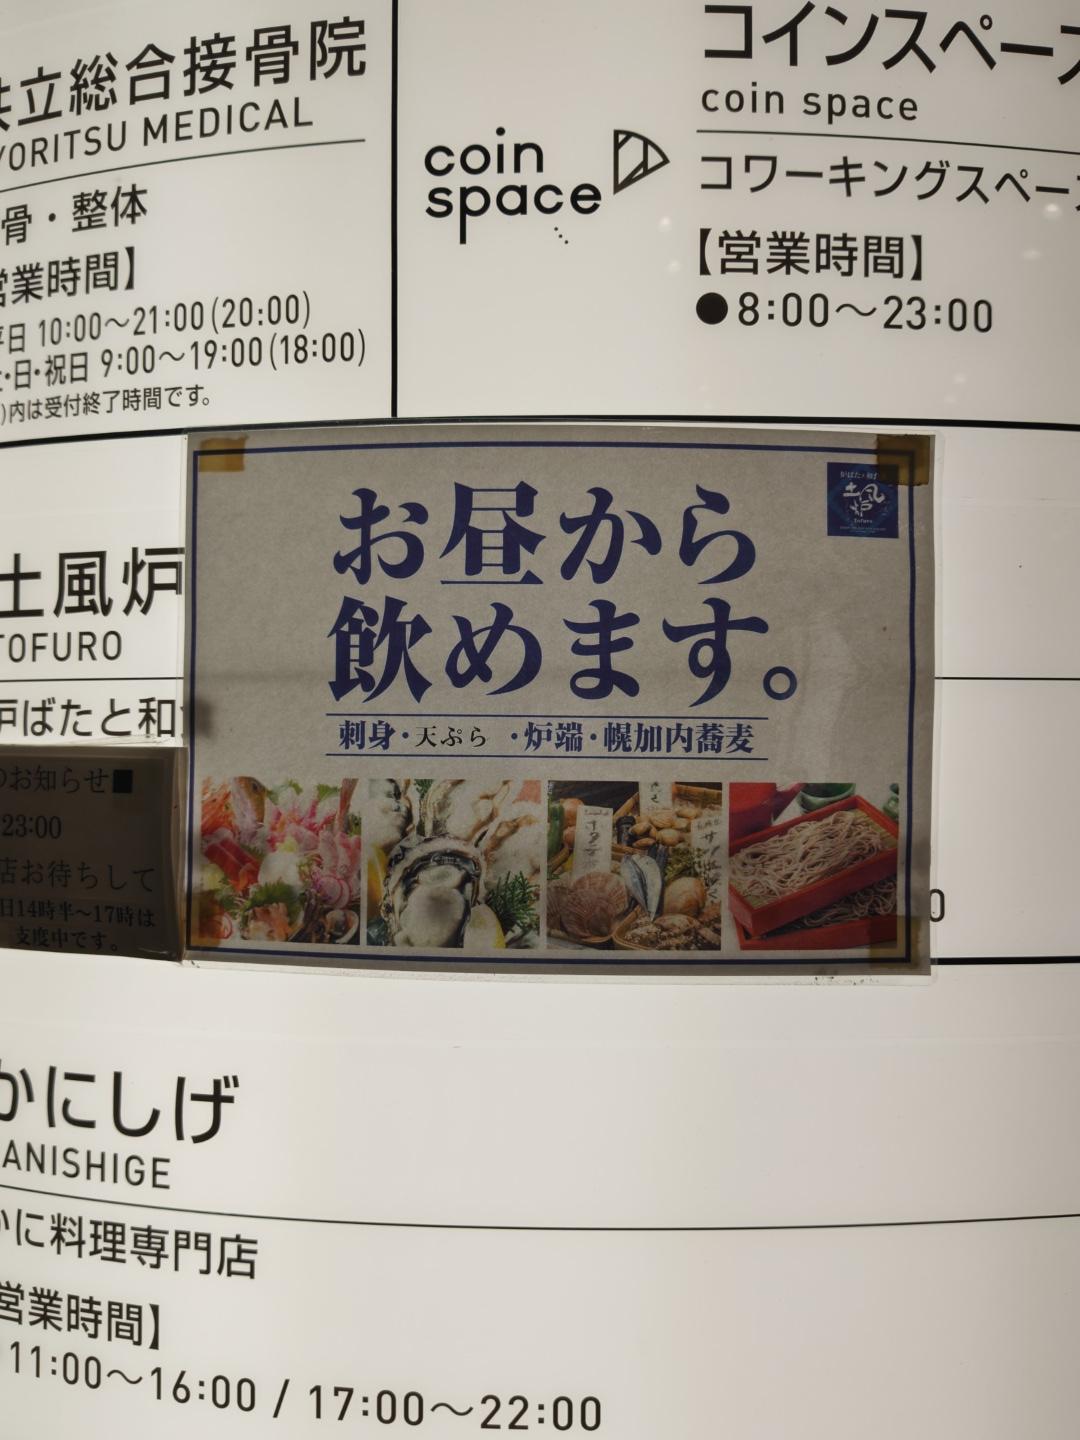 共立総合接骨院
YORITSU MEDICAL
骨・整体
営業時間】
平日 10:00～21:00(20:00)
土・日・祝日 9:00～19:00(18:00)
)内は受付終了時間です。
coin
space
コインスペース
coin space
コワーキングスペース
【営業時間】
●8:00～23:00
土風炉
TOFURO
炉ばたと和
のお知らせ■
23:00
店お待ちして
日14時半～17時は
支度中です。
お昼から
飲めます。
刺身・天ぷら・炉端・幌加内蕎麦
土風炉
Tofuro
かにしげ
ANISHIGE
かに料理専門店
営業時間】
11:00～16:00 / 17:00～22:00